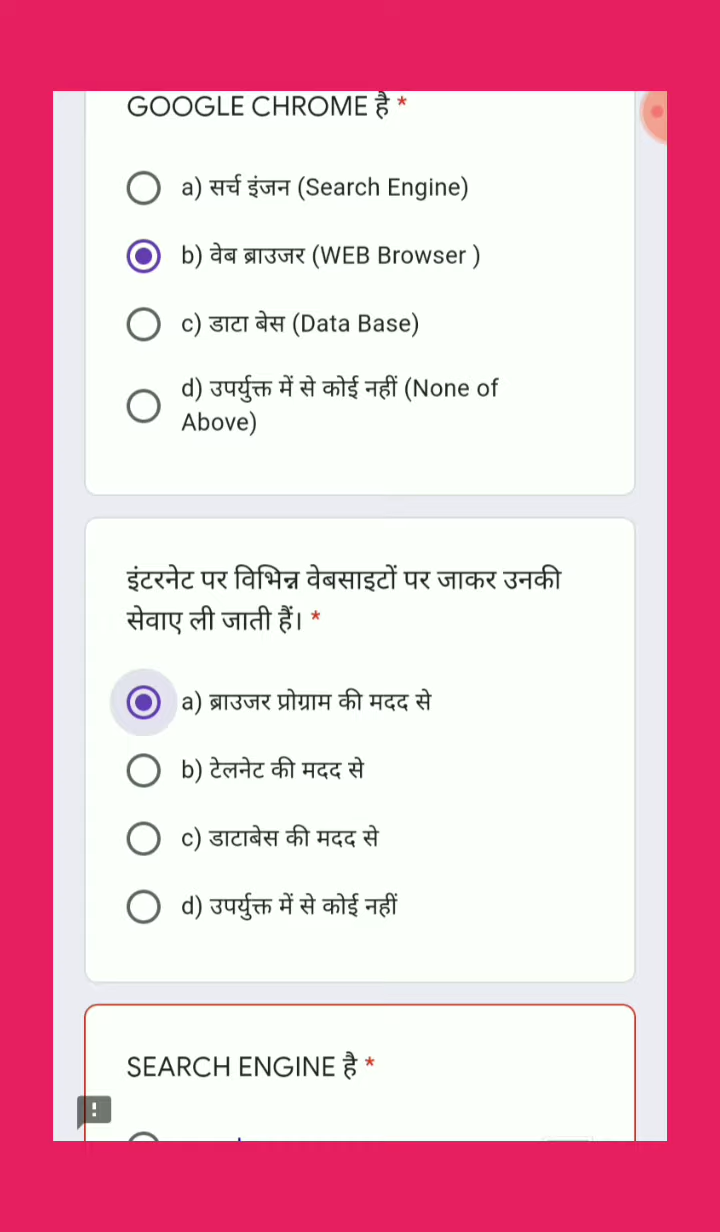 GOOGLE CHROME है *
a) सर्च इंजन (Search Engine)
b) वेब ब्राउजर (WEB Browser )
c) डाटा बेस (Data Base)
d) उपर्युक्त में से कोई नहीं (None of
Above)
इंटरनेट पर विभिन्न वेबसाइटों पर जाकर उनकी
सेवाए ली जाती हैं। *
a) ब्राउजर प्रोग्राम की मदद से
b) टेलनेट की मदद से
c) डाटाबेस की मदद से
d) उपर्युक्त में से कोई नहीं
SEARCH ENGINE है *